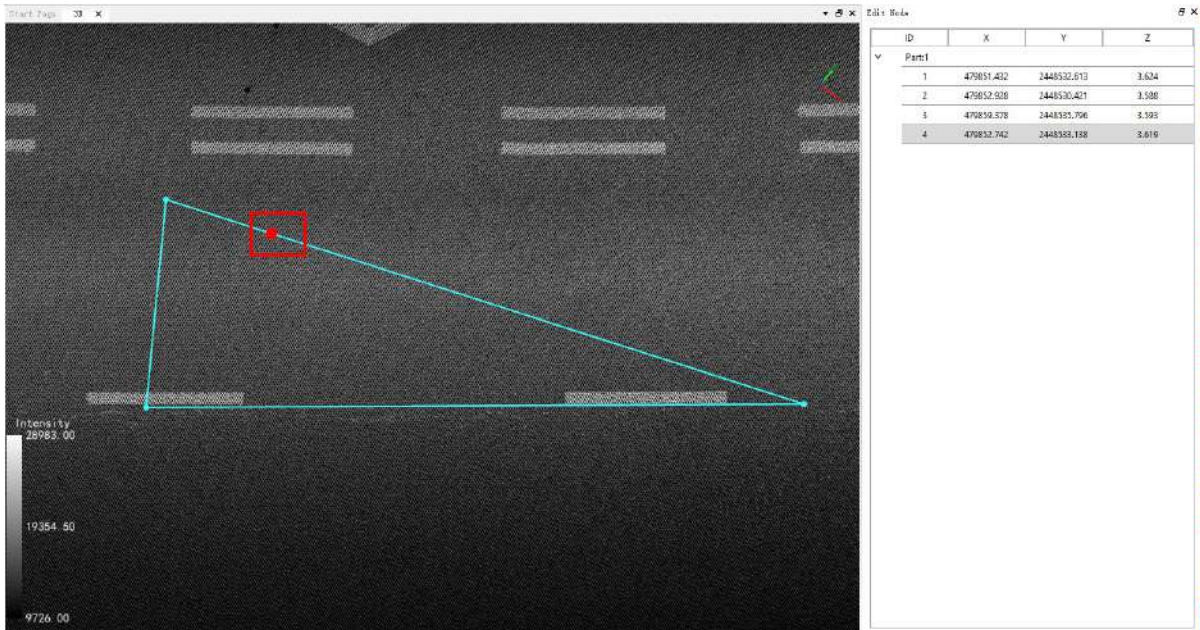 Start Page 33 ×
Edit Node
ID X Y Z
Part:1
1 479851.432 2448532.613 3.624
2 479852.928 2448530.421 3.588
3 479859.378 2448535.796 3.593
4 479852.742 2448533.138 3.619
Intensity
28983.00
19354.50
9726.00